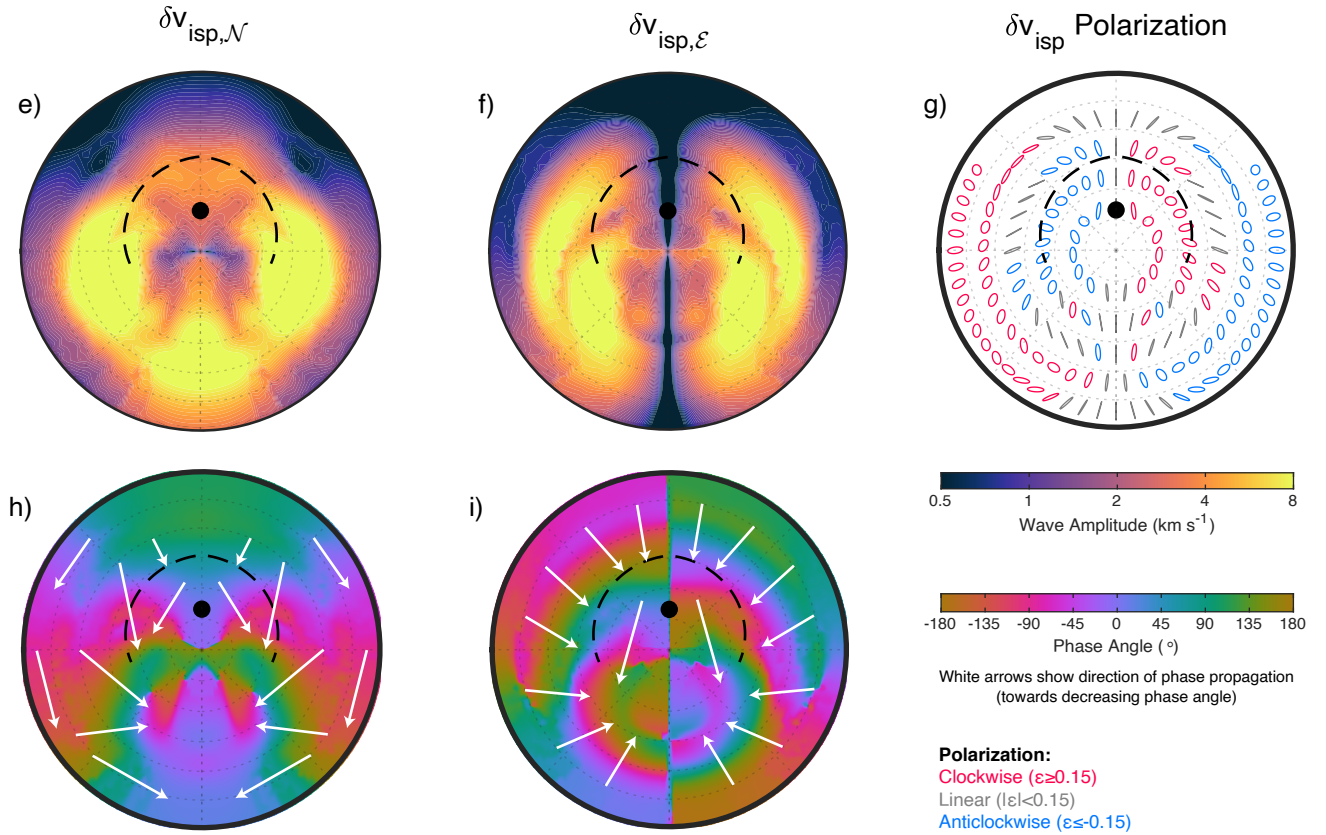 δv_isp,𝒩
δv_isp,ℰ
δv_isp Polarization
e)
f)
g)
h)
i)
0.5 1 2 4 8
Wave Amplitude (km s⁻¹)
-180 -135 -90 -45 0 45 90 135 180
Phase Angle (°)
White arrows show direction of phase propagation
(towards decreasing phase angle)
Polarization:
Clockwise (ε≥0.15)
Linear (|ε|<0.15)
Anticlockwise (ε≤-0.15)